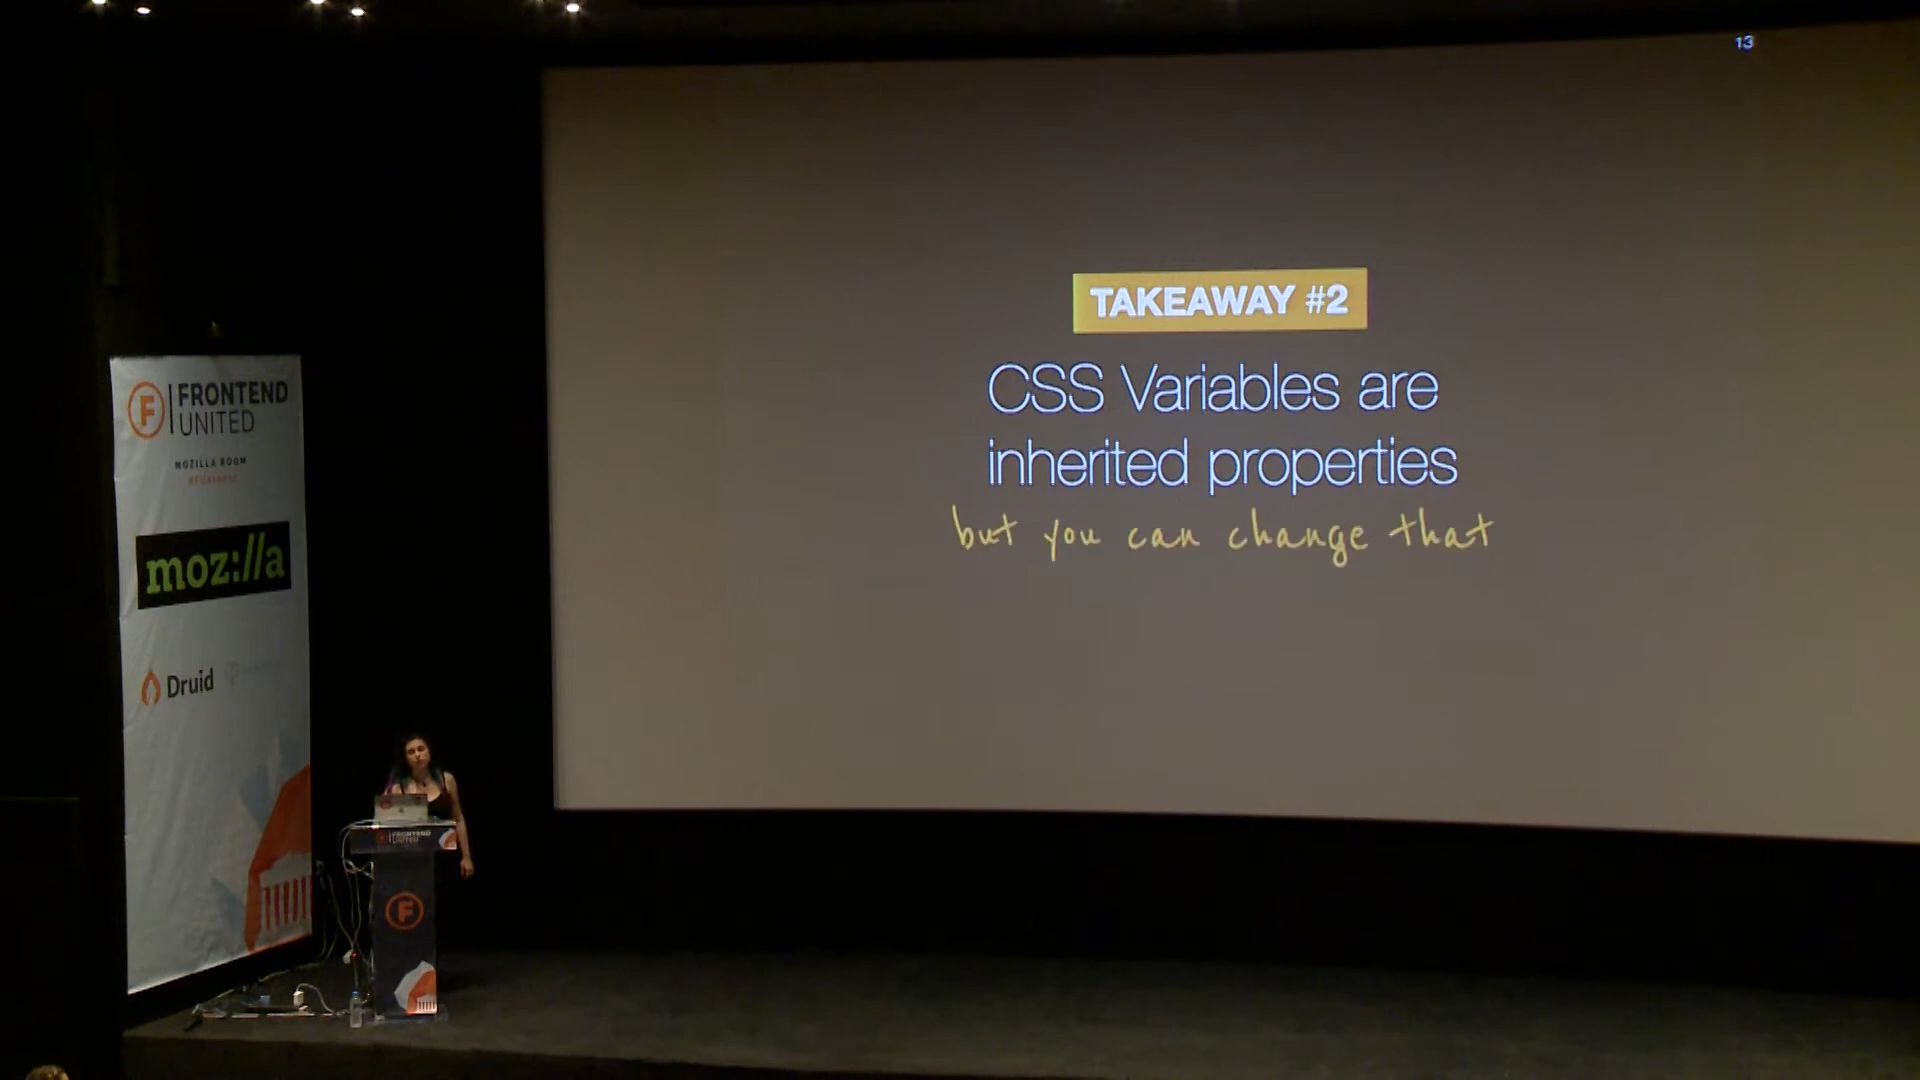 13
TAKEAWAY #2
CSS Variables are
inherited properties
but you can change that
F
FRONTEND
UNITED
MOZILLA ROOM
moz://a
Druid
FRONTEND
UNITED
F